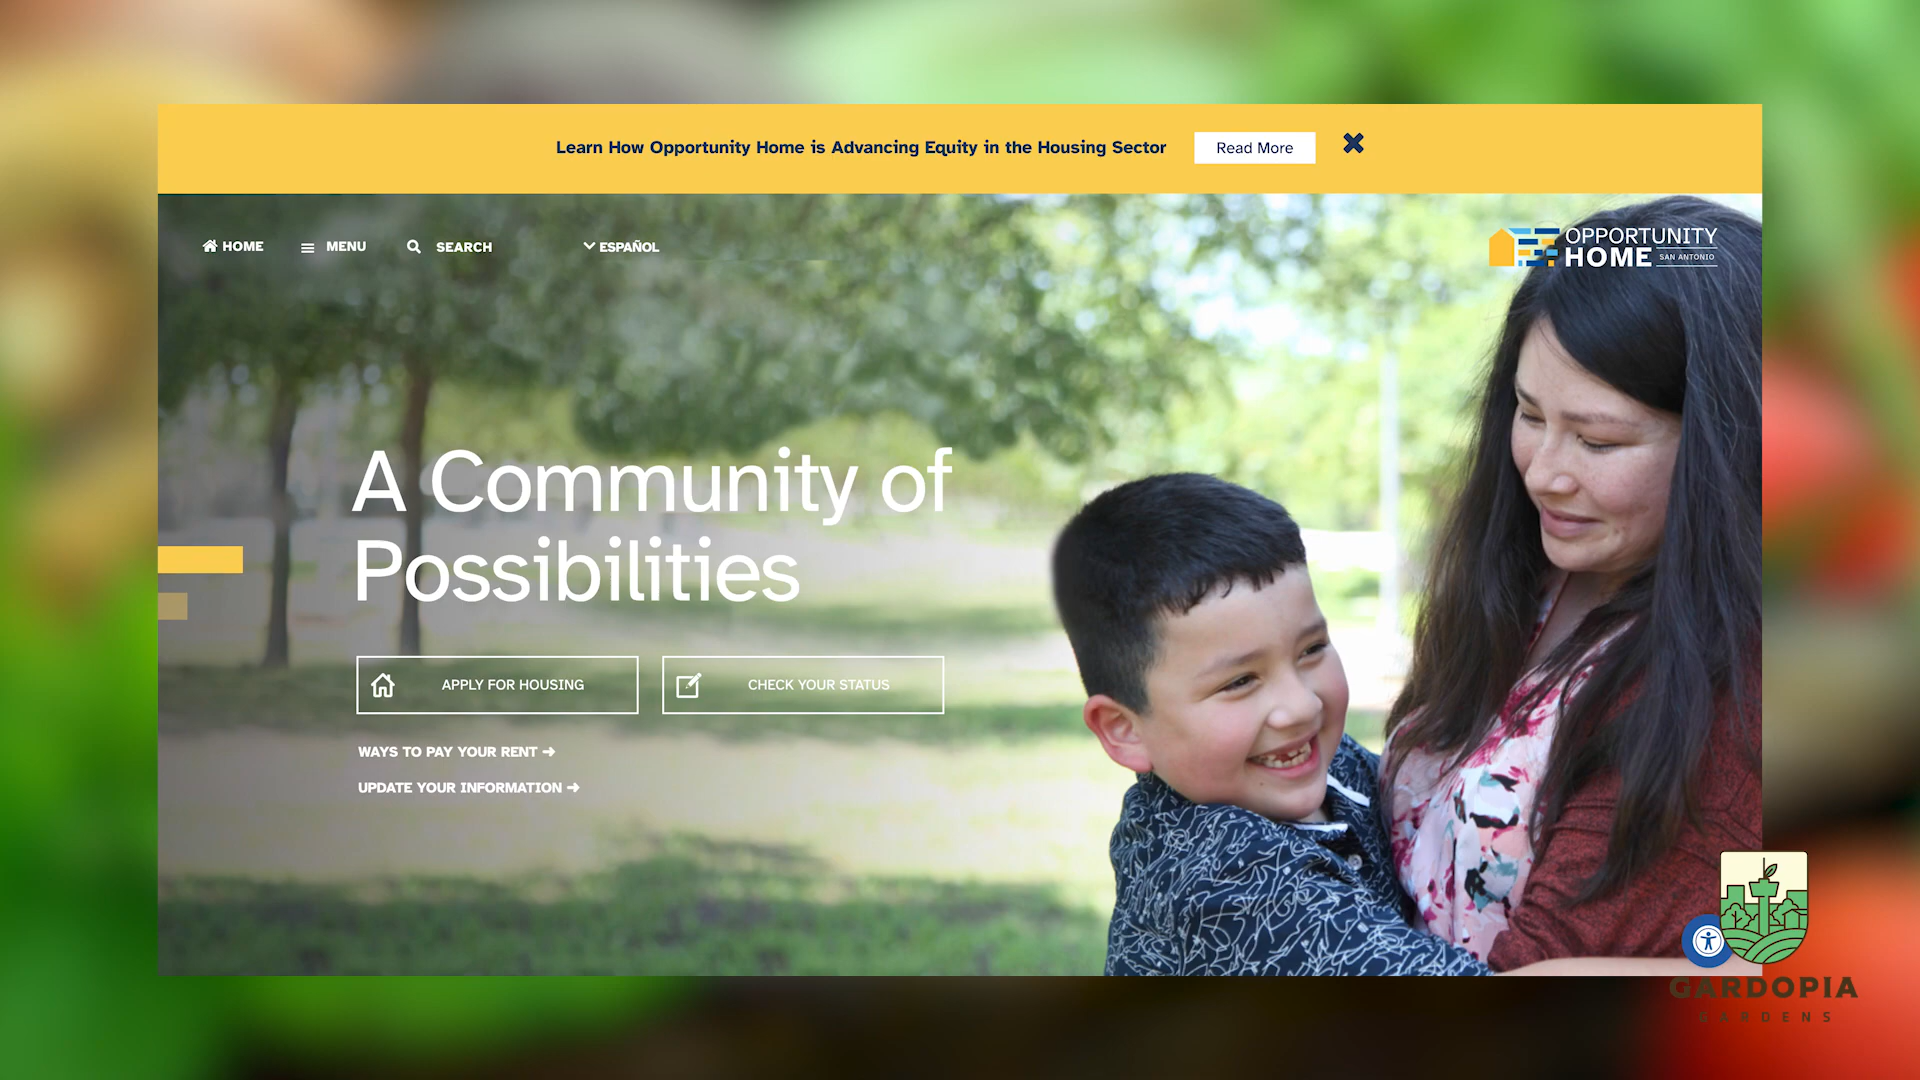 Learn How Opportunity Home is Advancing Equity in the Housing Sector
Read More
HOME
MENU
SEARCH
ESPAÑOL
OPPORTUNITY
HOME SAN ANTONIO
A Community of
Possibilities
APPLY FOR HOUSING
CHECK YOUR STATUS
WAYS TO PAY YOUR RENT
UPDATE YOUR INFORMATION
GARDOPIA
GARDENS